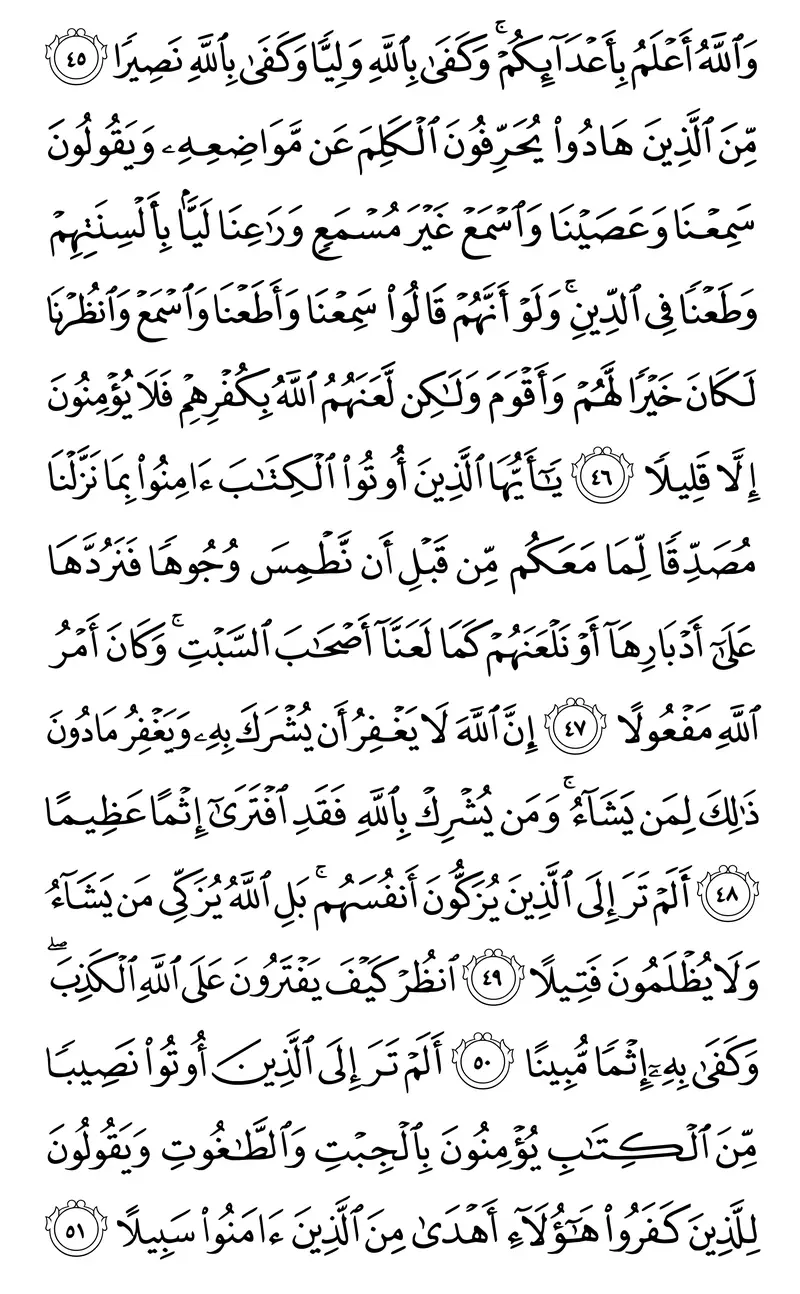 وَٱللَّهُ أَعْلَمُ بِأَعْدَآئِكُمْ ۚ وَكَفَىٰ بِٱللَّهِ وَلِيًّا وَكَفَىٰ بِٱللَّهِ نَصِيرًا ٤٥
مِّنَ ٱلَّذِينَ هَادُوا۟ يُحَرِّفُونَ ٱلْكَلِمَ عَن مَّوَاضِعِهِۦ وَيَقُولُونَ
سَمِعْنَا وَعَصَيْنَا وَٱسْمَعْ غَيْرَ مُسْمَعٍ وَرَٰعِنَا لَيًّۢا بِأَلْسِنَتِهِمْ
وَطَعْنًا فِى ٱلدِّينِ ۚ وَلَوْ أَنَّهُمْ قَالُوا۟ سَمِعْنَا وَأَطَعْنَا وَٱسْمَعْ وَٱنظُرْنَا
لَكَانَ خَيْرًا لَّهُمْ وَأَقْوَمَ وَلَٰكِن لَّعَنَهُمُ ٱللَّهُ بِكُفْرِهِمْ فَلَا يُؤْمِنُونَ
إِلَّا قَلِيلًا ٤٦ يَٰٓأَيُّهَا ٱلَّذِينَ أُوتُوا۟ ٱلْكِتَٰبَ ءَامِنُوا۟ بِمَا نَزَّلْنَا
مُصَدِّقًا لِّمَا مَعَكُم مِّن قَبْلِ أَن نَّطْمِسَ وُجُوهًا فَنَرُدَّهَا
عَلَىٰٓ أَدْبَارِهَآ أَوْ نَلْعَنَهُمْ كَمَا لَعَنَّآ أَصْحَٰبَ ٱلسَّبْتِ ۚ وَكَانَ أَمْرُ
ٱللَّهِ مَفْعُولًا ٤٧ إِنَّ ٱللَّهَ لَا يَغْفِرُ أَن يُشْرَكَ بِهِۦ وَيَغْفِرُ مَا دُونَ
ذَٰلِكَ لِمَن يَشَآءُ ۚ وَمَن يُشْرِكْ بِٱللَّهِ فَقَدِ ٱفْتَرَىٰٓ إِثْمًا عَظِيمًا
٤٨ أَلَمْ تَرَ إِلَى ٱلَّذِينَ يُزَكُّونَ أَنفُسَهُم ۚ بَلِ ٱللَّهُ يُزَكِّى مَن يَشَآءُ
وَلَا يُظْلَمُونَ فَتِيلًا ٤٩ ٱنظُرْ كَيْفَ يَفْتَرُونَ عَلَى ٱللَّهِ ٱلْكَذِبَ ۖ
وَكَفَىٰ بِهِۦٓ إِثْمًا مُّبِينًا ٥٠ أَلَمْ تَرَ إِلَى ٱلَّذِينَ أُوتُوا۟ نَصِيبًا
مِّنَ ٱلْكِتَٰبِ يُؤْمِنُونَ بِٱلْجِبْتِ وَٱلطَّٰغُوتِ وَيَقُولُونَ
لِلَّذِينَ كَفَرُوا۟ هَٰٓؤُلَآءِ أَهْدَىٰ مِنَ ٱلَّذِينَ ءَامَنُوا۟ سَبِيلًا ٥١